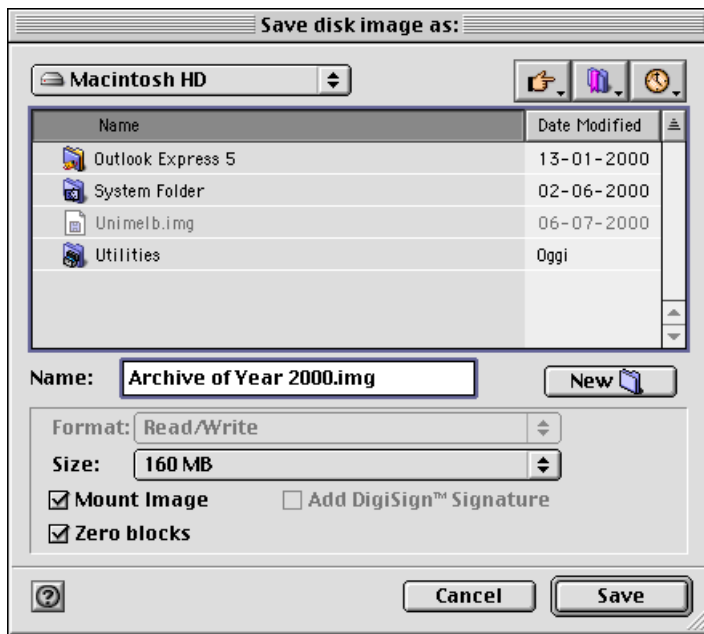 Save disk image as:
Macintosh HD
Name Date Modified
Outlook Express 5 13-01-2000
System Folder 02-06-2000
Unimelb.img 06-07-2000
Utilities Oggi
Name: Archive of Year 2000.img New
Format: Read/Write
Size: 160 MB
Mount Image Add DigiSign™ Signature
Zero blocks
? Cancel Save